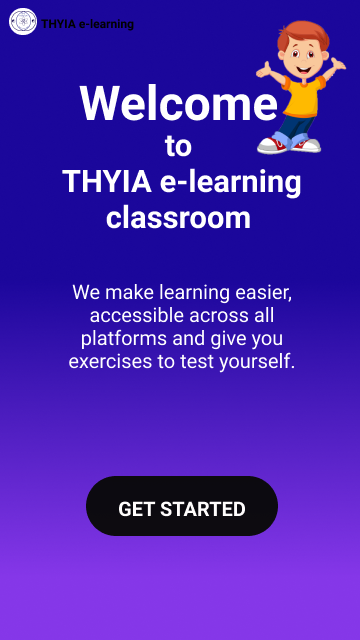 THYIA e-learning
Welcome
to
THYIA e-learning
classroom
We make learning easier,
accessible across all
platforms and give you
exercises to test yourself.
GET STARTED